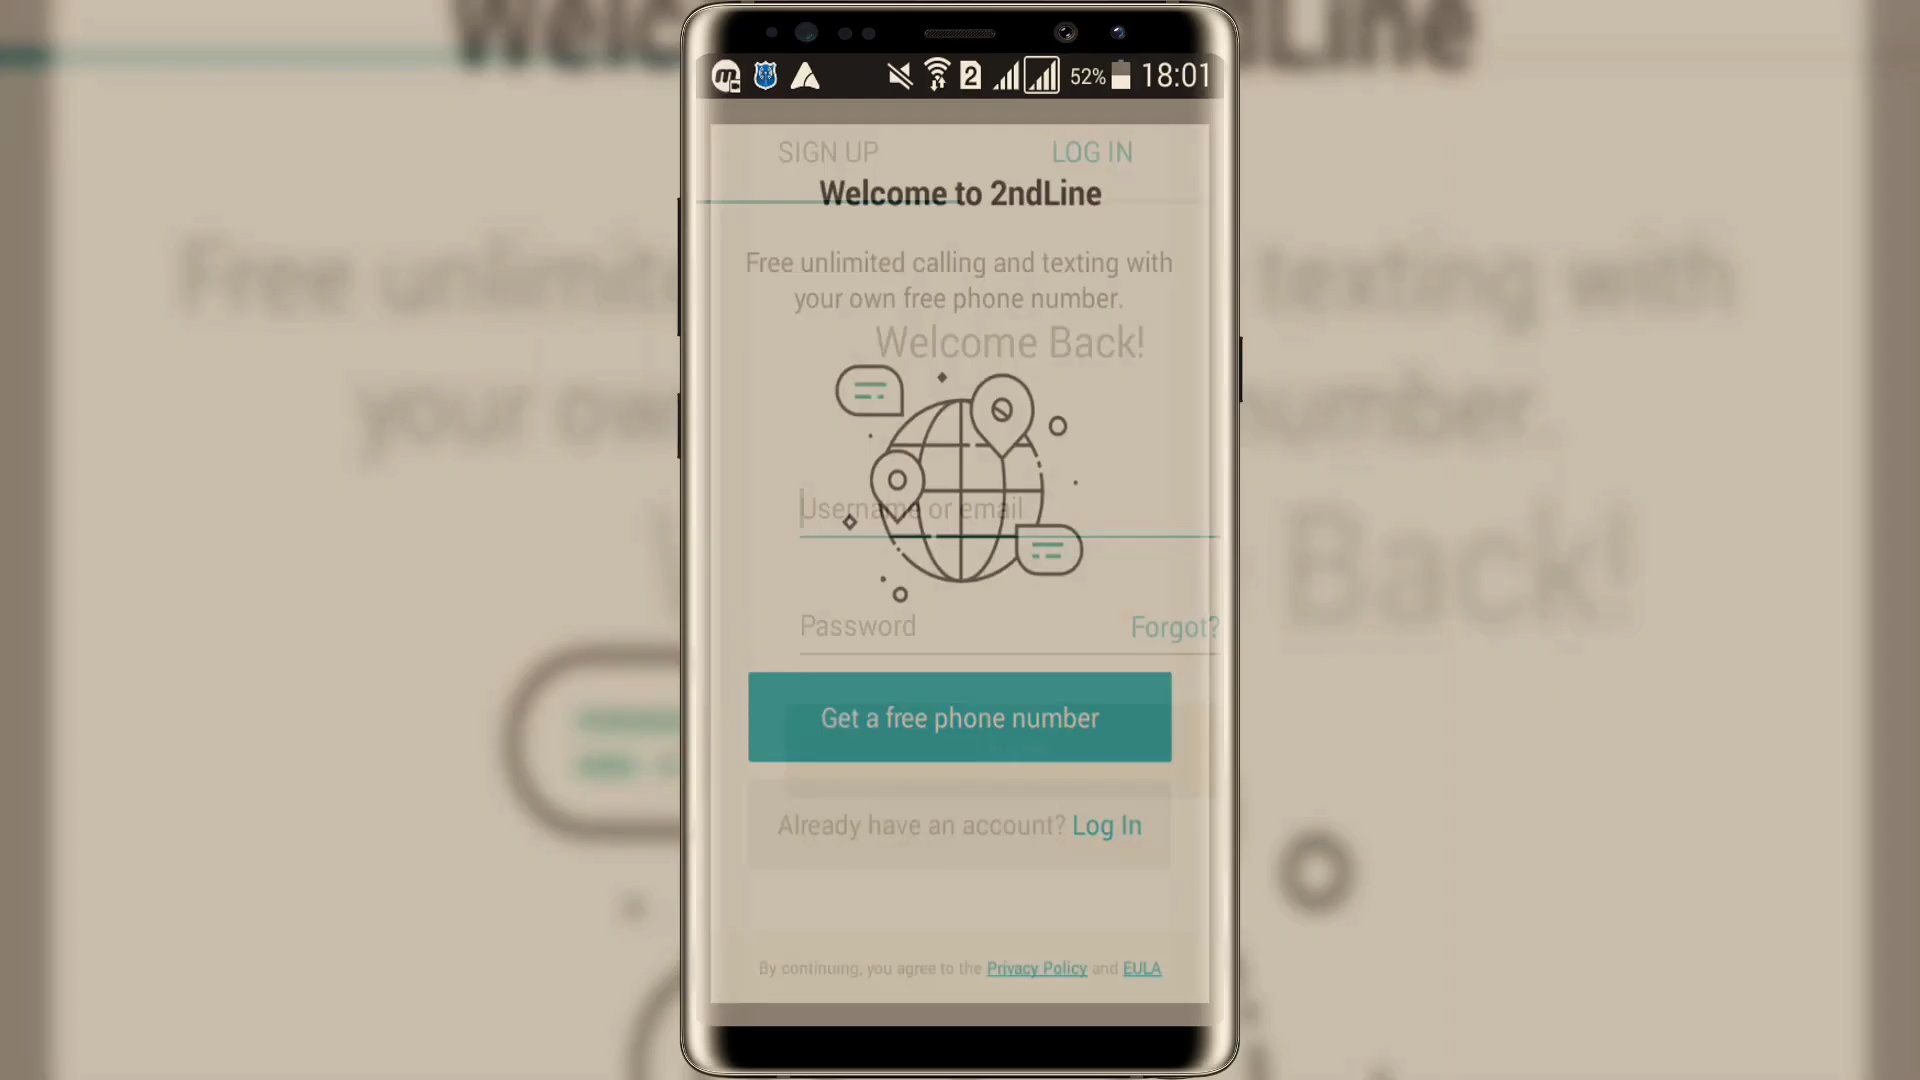 2 52% 18:01
SIGN UP LOG IN
Welcome to 2ndLine
Free unlimited calling and texting with
your own free phone number.
Welcome Back!
Username or email
Password Forgot?
Get a free phone number
Already have an account? Log In
By continuing, you agree to the Privacy Policy and EULA